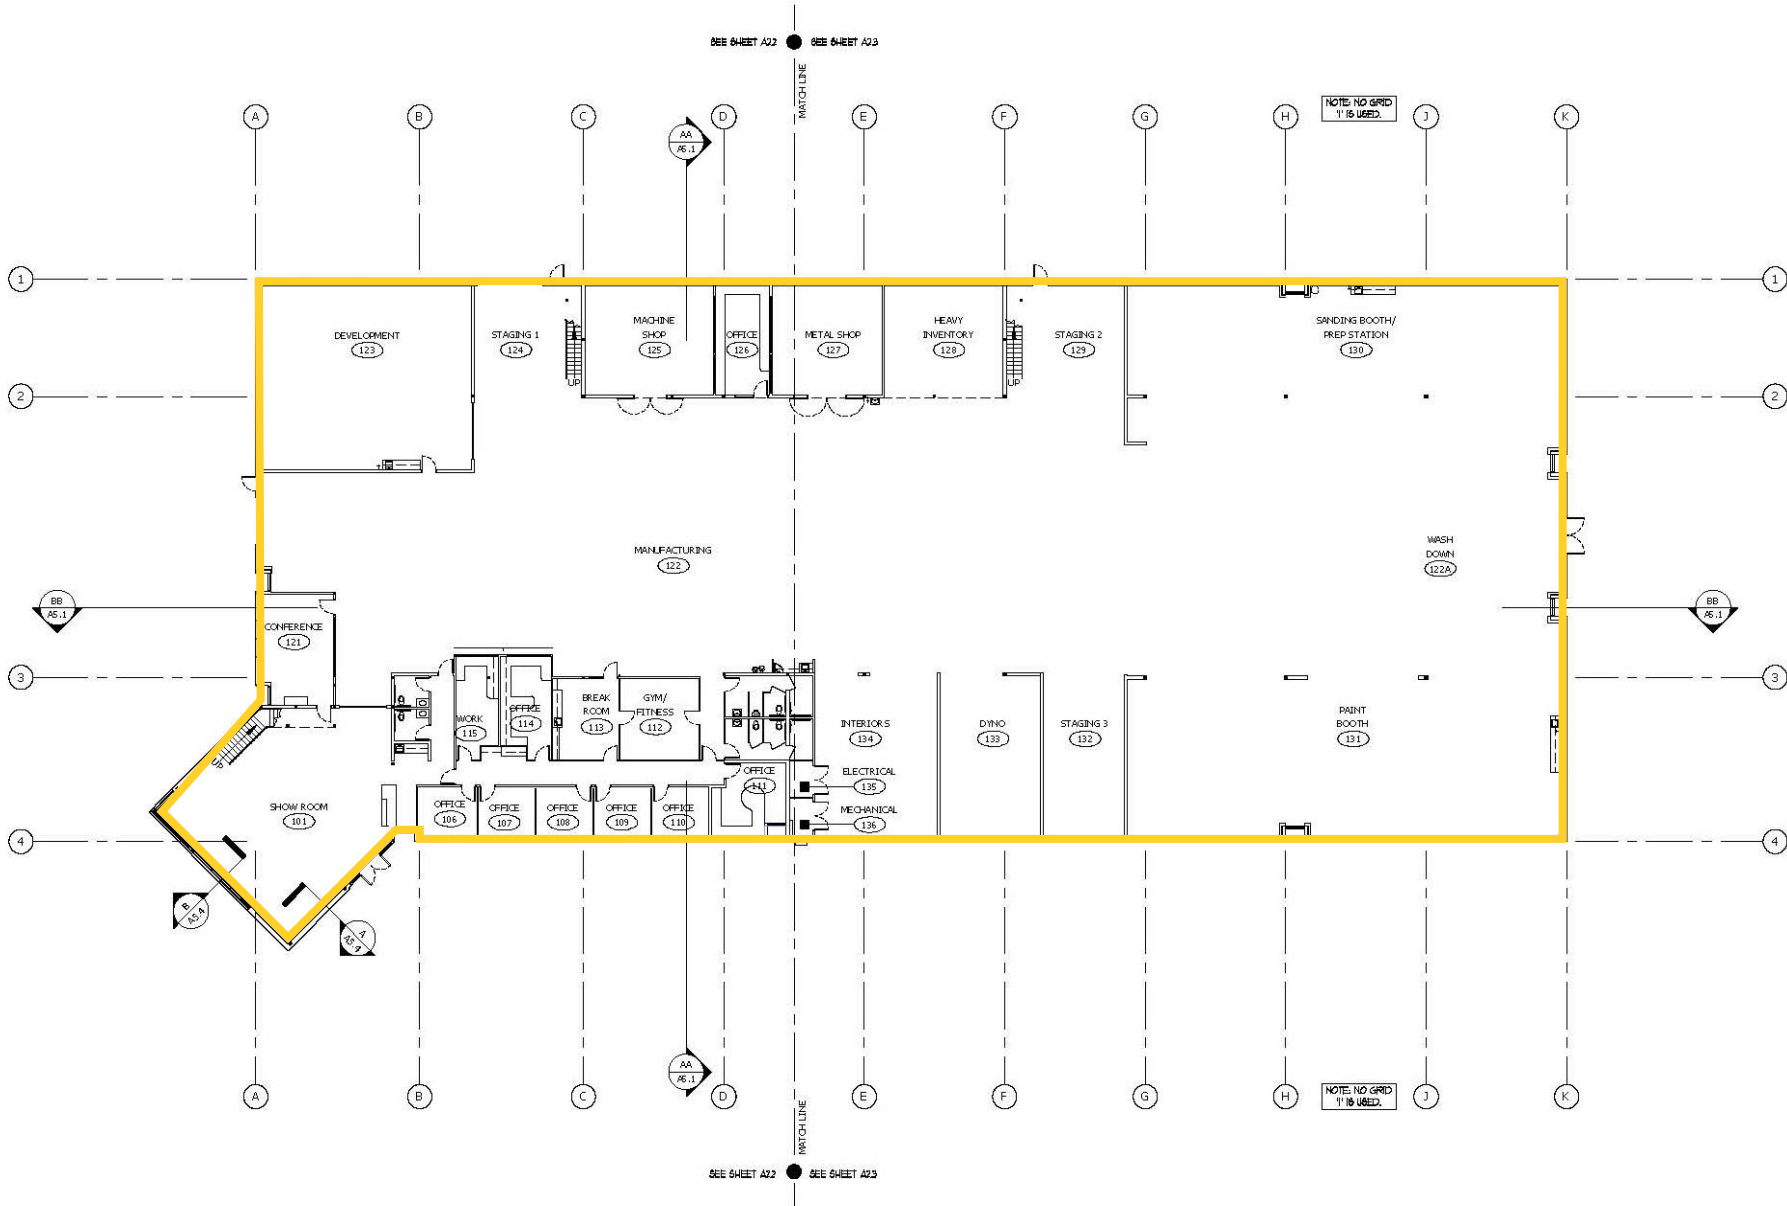 SEE SHEET A2.2
SEE SHEET A2.3
MATCH LINE
NOTE: NO GRID
'I' IS USED.
A
B
C
D
E
F
G
H
J
K
AA
A5.1
1
1
DEVELOPMENT
123
STAGING 1
124
UP
MACHINE
SHOP
125
OFFICE
126
METAL SHOP
127
HEAVY
INVENTORY
128
UP
STAGING 2
129
SANDING BOOTH/
PREP STATION
130
2
2
MANUFACTURING
122
WASH
DOWN
122A
BB
A5.1
BB
A5.1
CONFERENCE
121
3
3
WORK
115
OFFICE
114
BREAK
ROOM
113
GYM/
FITNESS
112
INTERIORS
134
DYNO
133
STAGING 3
132
PAINT
BOOTH
131
UP
OFFICE
111
ELECTRICAL
135
SHOW ROOM
101
OFFICE
106
OFFICE
107
OFFICE
108
OFFICE
109
OFFICE
110
MECHANICAL
136
4
4
B
A5.4
A
A5.4
AA
A5.1
A
B
C
D
E
F
G
H
J
K
NOTE: NO GRID
'I' IS USED.
MATCH LINE
SEE SHEET A2.2
SEE SHEET A2.3